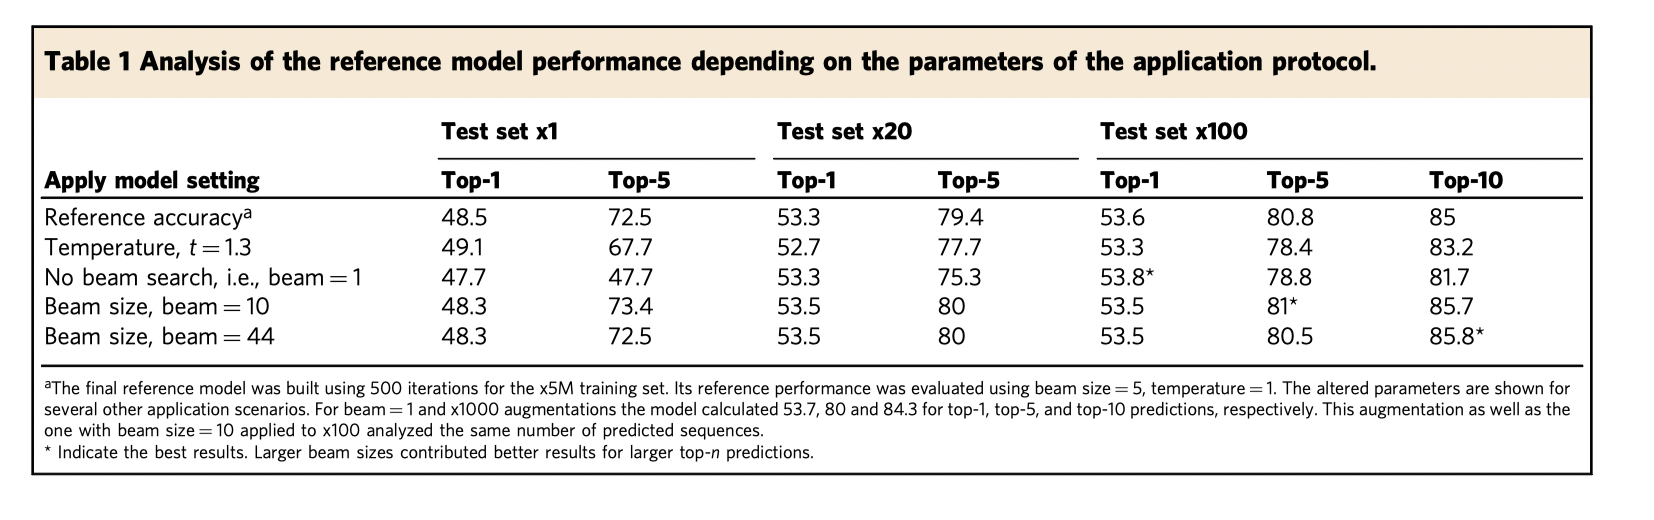 Table 1 Analysis of the reference model performance depending on the parameters of the application protocol.
Test set x1 Test set x20 Test set x100
Apply model setting Top-1 Top-5 Top-1 Top-5 Top-1 Top-5 Top-10
Reference accuracyᵃ 48.5 72.5 53.3 79.4 53.6 80.8 85
Temperature, t = 1.3 49.1 67.7 52.7 77.7 53.3 78.4 83.2
No beam search, i.e., beam = 1 47.7 47.7 53.3 75.3 53.8* 78.8 81.7
Beam size, beam = 10 48.3 73.4 53.5 80 53.5 81* 85.7
Beam size, beam = 44 48.3 72.5 53.5 80 53.5 80.5 85.8*
ᵃThe final reference model was built using 500 iterations for the x5M training set. Its reference performance was evaluated using beam size = 5, temperature = 1. The altered parameters are shown for
several other application scenarios. For beam = 1 and x1000 augmentations the model calculated 53.7, 80 and 84.3 for top-1, top-5, and top-10 predictions, respectively. This augmentation as well as the
one with beam size = 10 applied to x100 analyzed the same number of predicted sequences.
* Indicate the best results. Larger beam sizes contributed better results for larger top-n predictions.